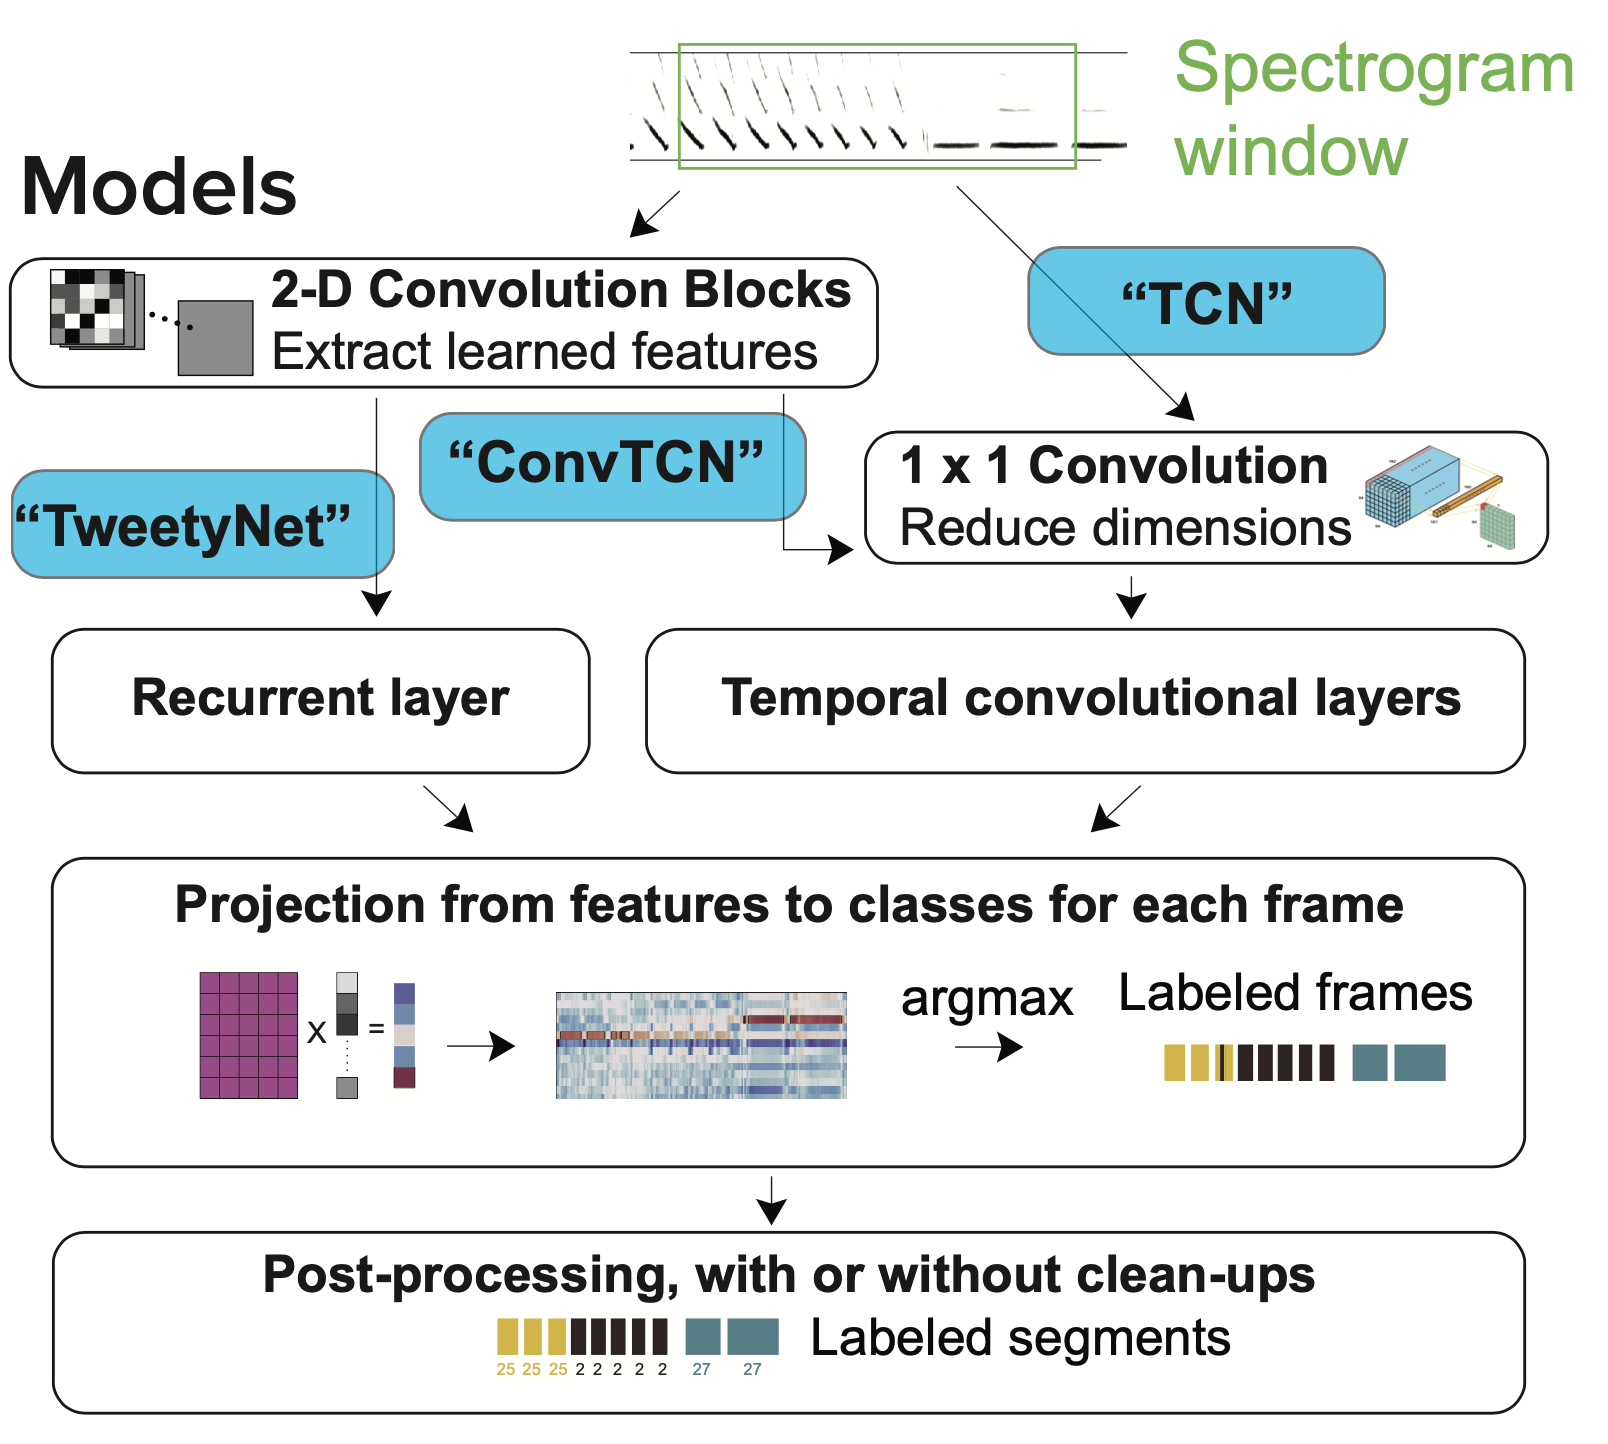 Spectrogram
window
Models
2-D Convolution Blocks
Extract learned features
“TCN”
“ConvTCN”
“TweetyNet”
1 x 1 Convolution
Reduce dimensions
Recurrent layer
Temporal convolutional layers
Projection from features to classes for each frame
x =
argmax
Labeled frames
Post-processing, with or without clean-ups
Labeled segments
25 25 25 2 2 2 2 2 27 27